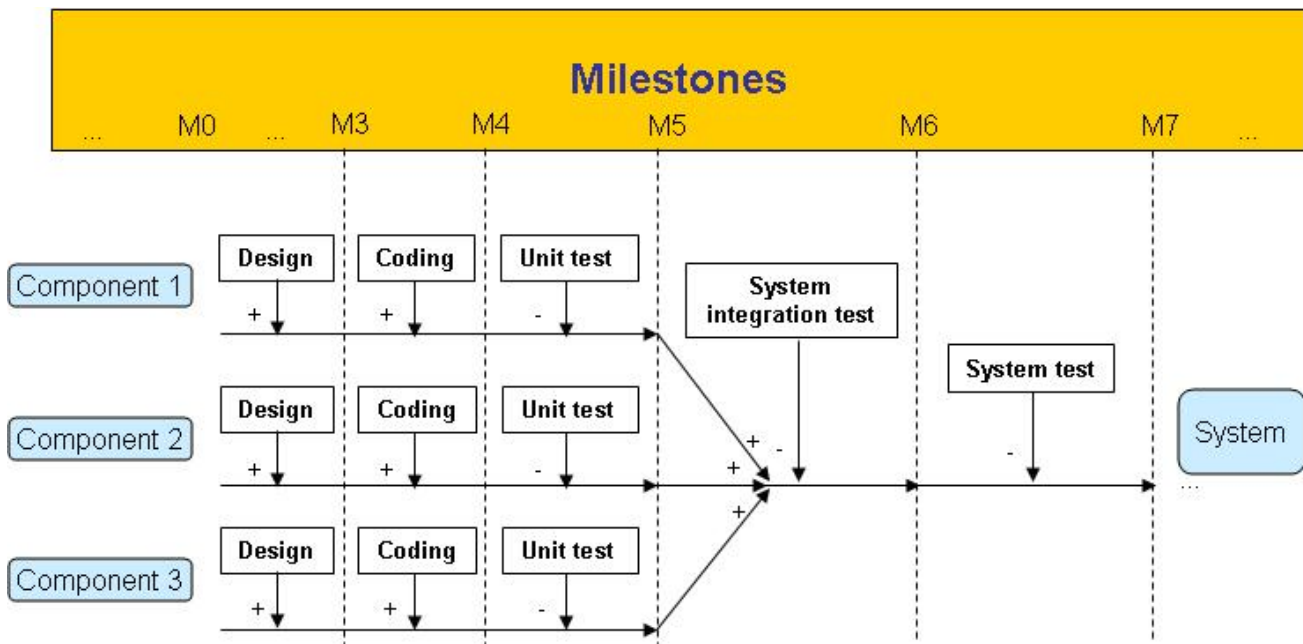 Milestones
... M0 ... M3 M4 M5 M6 M7 ...
Design Coding Unit test
Component 1
System
integration test
+ + -
System test
Design Coding Unit test
Component 2
System
+ + - + + - -
...
+
Design Coding Unit test
Component 3
+ + -